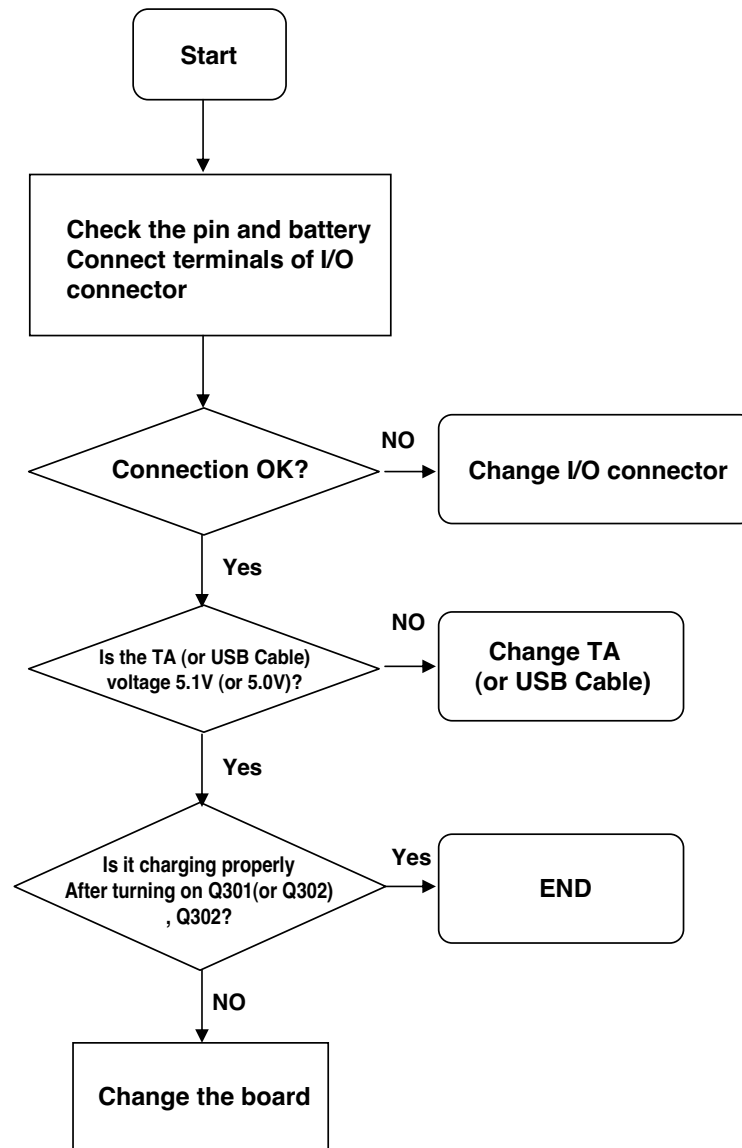 Start
Check the pin and battery
Connect terminals of I/O
connector
Connection OK?
NO
Change I/O connector
Yes
Is the TA (or USB Cable)
voltage 5.1V (or 5.0V)?
NO
Change TA
(or USB Cable)
Yes
Is it charging properly
After turning on Q301(or Q302)
, Q302?
Yes
END
NO
Change the board